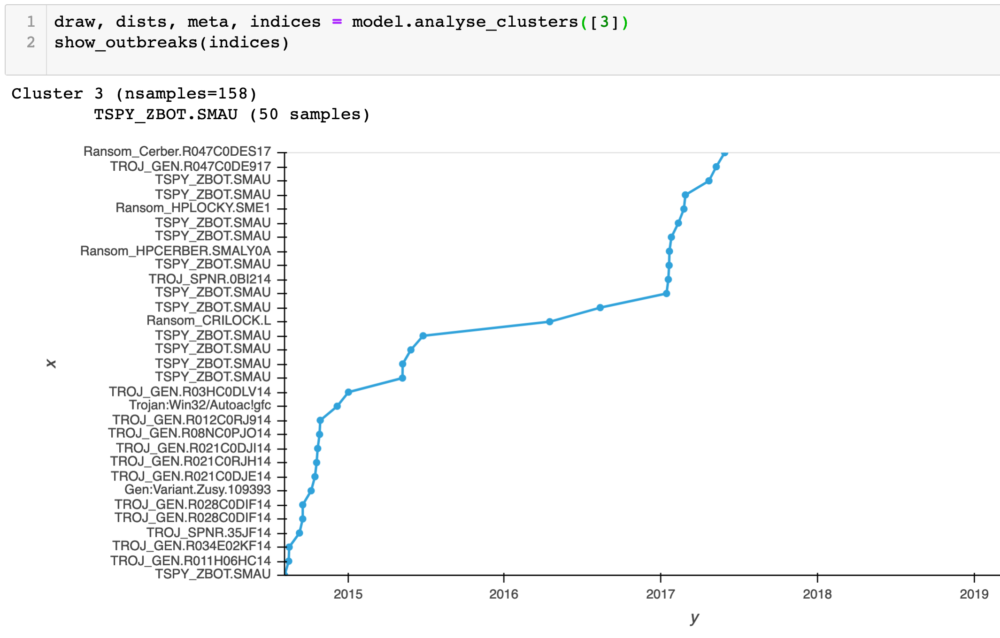 1 draw, dists, meta, indices = model.analyse_clusters([3])
2 show_outbreaks(indices)
Cluster 3 (nsamples=158)
TSPY_ZBOT.SMAU (50 samples)
Ransom_Cerber.R047C0DES17
TROJ_GEN.R047C0DE917
TSPY_ZBOT.SMAU
TSPY_ZBOT.SMAU
Ransom_HPLOCKY.SME1
TSPY_ZBOT.SMAU
TSPY_ZBOT.SMAU
Ransom_HPCERBER.SMALY0A
TSPY_ZBOT.SMAU
TROJ_SPNR.0BI214
TSPY_ZBOT.SMAU
TSPY_ZBOT.SMAU
Ransom_CRILOCK.L
TSPY_ZBOT.SMAU
TSPY_ZBOT.SMAU
TSPY_ZBOT.SMAU
TSPY_ZBOT.SMAU
TROJ_GEN.R03HC0DLV14
Trojan:Win32/Autoac!gfc
TROJ_GEN.R012C0RJ914
TROJ_GEN.R08NC0PJO14
TROJ_GEN.R021C0DJI14
TROJ_GEN.R021C0RJH14
TROJ_GEN.R021C0DJE14
Gen:Variant.Zusy.109393
TROJ_GEN.R028C0DIF14
TROJ_GEN.R028C0DIF14
TROJ_SPNR.35JF14
TROJ_GEN.R034E02KF14
TROJ_GEN.R011H06HC14
TSPY_ZBOT.SMAU
x
2015 2016 2017 2018 2019
y